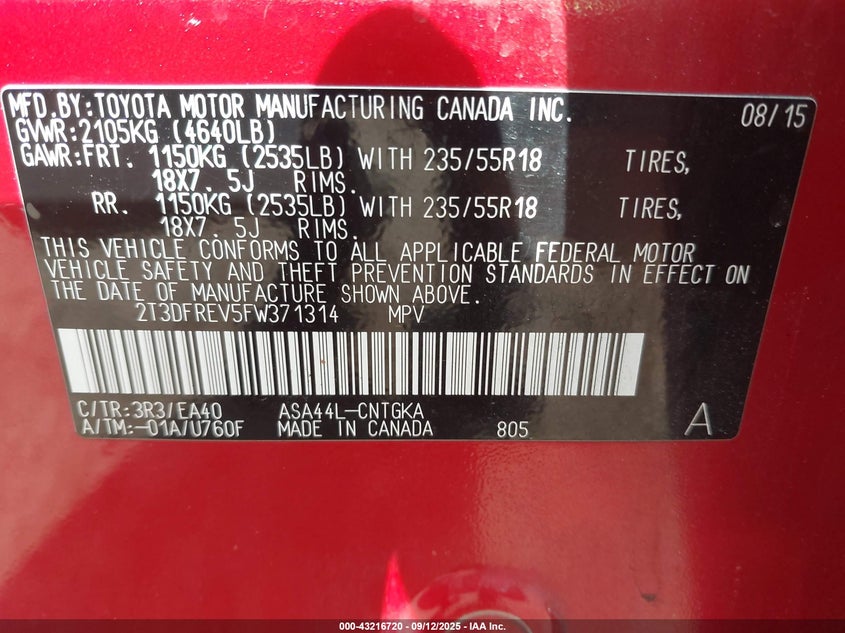 MFD.BY:TOYOTA MOTOR MANUFACTURING CANADA INC. 08/15
GVWR:2105KG (4640LB)
GAWR:FRT. 1150KG (2535LB) WITH 235/55R18 TIRES,
18X7. 5J RIMS.
RR. 1150KG (2535LB) WITH 235/55R18 TIRES,
18X7. 5J RIMS.
THIS VEHICLE CONFORMS TO ALL APPLICABLE FEDERAL MOTOR
VEHICLE SAFETY AND THEFT PREVENTION STANDARDS IN EFFECT ON
THE DATE OF MANUFACTURE SHOWN ABOVE.
2T3DFREV5FW371314 MPV
C/TR:3R3/EA40 ASA44L-CNTGKA
A/TM:-01A/U760F MADE IN CANADA 805 A
000-43216720 - 09/12/2025 - IAA Inc.